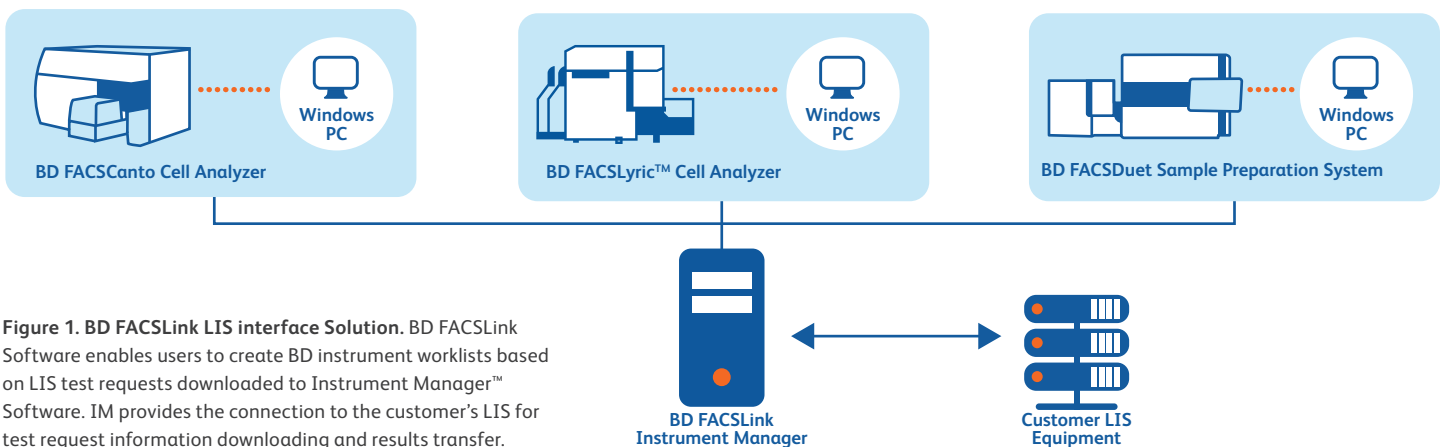 Windows
PC
BD FACSCanto Cell Analyzer
Windows
PC
BD FACSLyric™ Cell Analyzer
Windows
PC
BD FACSDuet Sample Preparation System
Figure 1. BD FACSLink LIS interface Solution. BD FACSLink
Software enables users to create BD instrument worklists based
on LIS test requests downloaded to Instrument Manager™
Software. IM provides the connection to the customer’s LIS for
test request information downloading and results transfer.
BD FACSLink
Instrument Manager
Customer LIS
Equipment